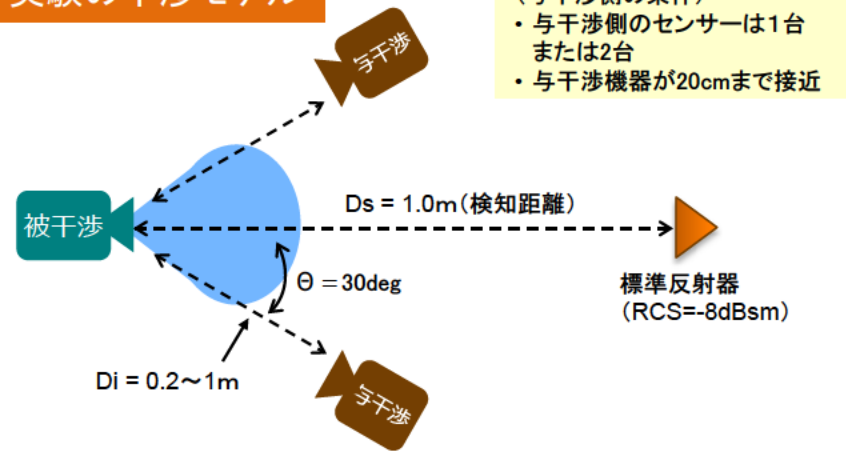 ・与干渉側のセンサーは1台
または2台
・与干渉機器が20cmまで接近
与干渉
被干渉
Ds = 1.0m（検知距離）
Θ = 30deg
標準反射器
（RCS=-8dBsm）
Di = 0.2～1m
与干渉